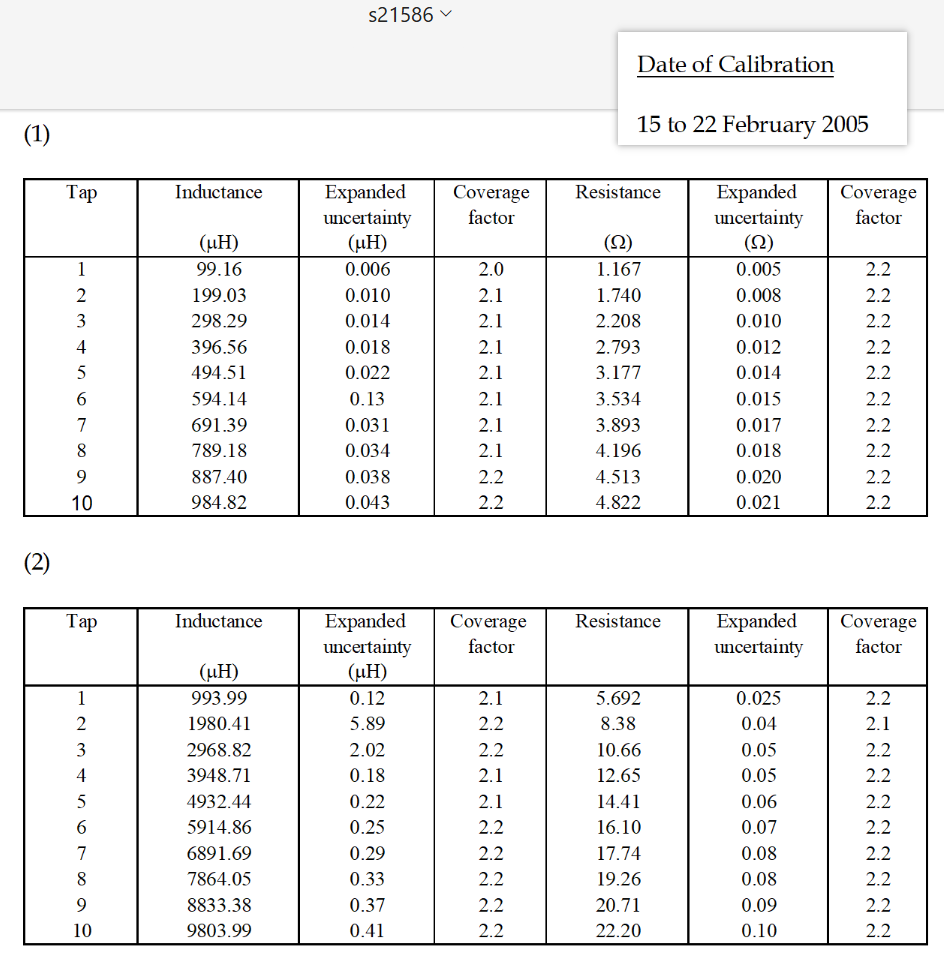 s21586
Date of Calibration
15 to 22 February 2005
(1)
Tap Inductance Expanded Coverage Resistance Expanded Coverage
uncertainty factor uncertainty factor
(µH) (µH) (Ω) (Ω)
1 99.16 0.006 2.0 1.167 0.005 2.2
2 199.03 0.010 2.1 1.740 0.008 2.2
3 298.29 0.014 2.1 2.208 0.010 2.2
4 396.56 0.018 2.1 2.793 0.012 2.2
5 494.51 0.022 2.1 3.177 0.014 2.2
6 594.14 0.13 2.1 3.534 0.015 2.2
7 691.39 0.031 2.1 3.893 0.017 2.2
8 789.18 0.034 2.1 4.196 0.018 2.2
9 887.40 0.038 2.2 4.513 0.020 2.2
10 984.82 0.043 2.2 4.822 0.021 2.2
(2)
Tap Inductance Expanded Coverage Resistance Expanded Coverage
uncertainty factor uncertainty factor
(µH) (µH)
1 993.99 0.12 2.1 5.692 0.025 2.2
2 1980.41 5.89 2.2 8.38 0.04 2.1
3 2968.82 2.02 2.2 10.66 0.05 2.2
4 3948.71 0.18 2.1 12.65 0.05 2.2
5 4932.44 0.22 2.1 14.41 0.06 2.2
6 5914.86 0.25 2.2 16.10 0.07 2.2
7 6891.69 0.29 2.2 17.74 0.08 2.2
8 7864.05 0.33 2.2 19.26 0.08 2.2
9 8833.38 0.37 2.2 20.71 0.09 2.2
10 9803.99 0.41 2.2 22.20 0.10 2.2